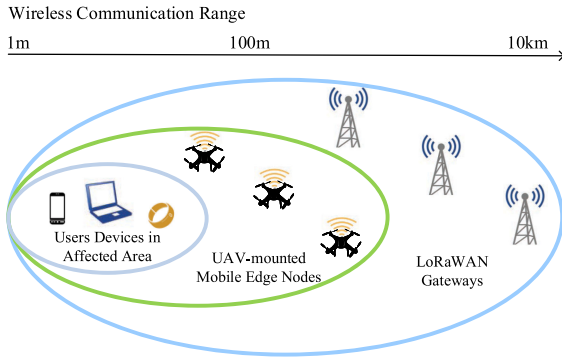 Wireless Communication Range
1m 100m 10km
Users Devices in
Affected Area
UAV-mounted
Mobile Edge Nodes
LoRaWAN
Gateways